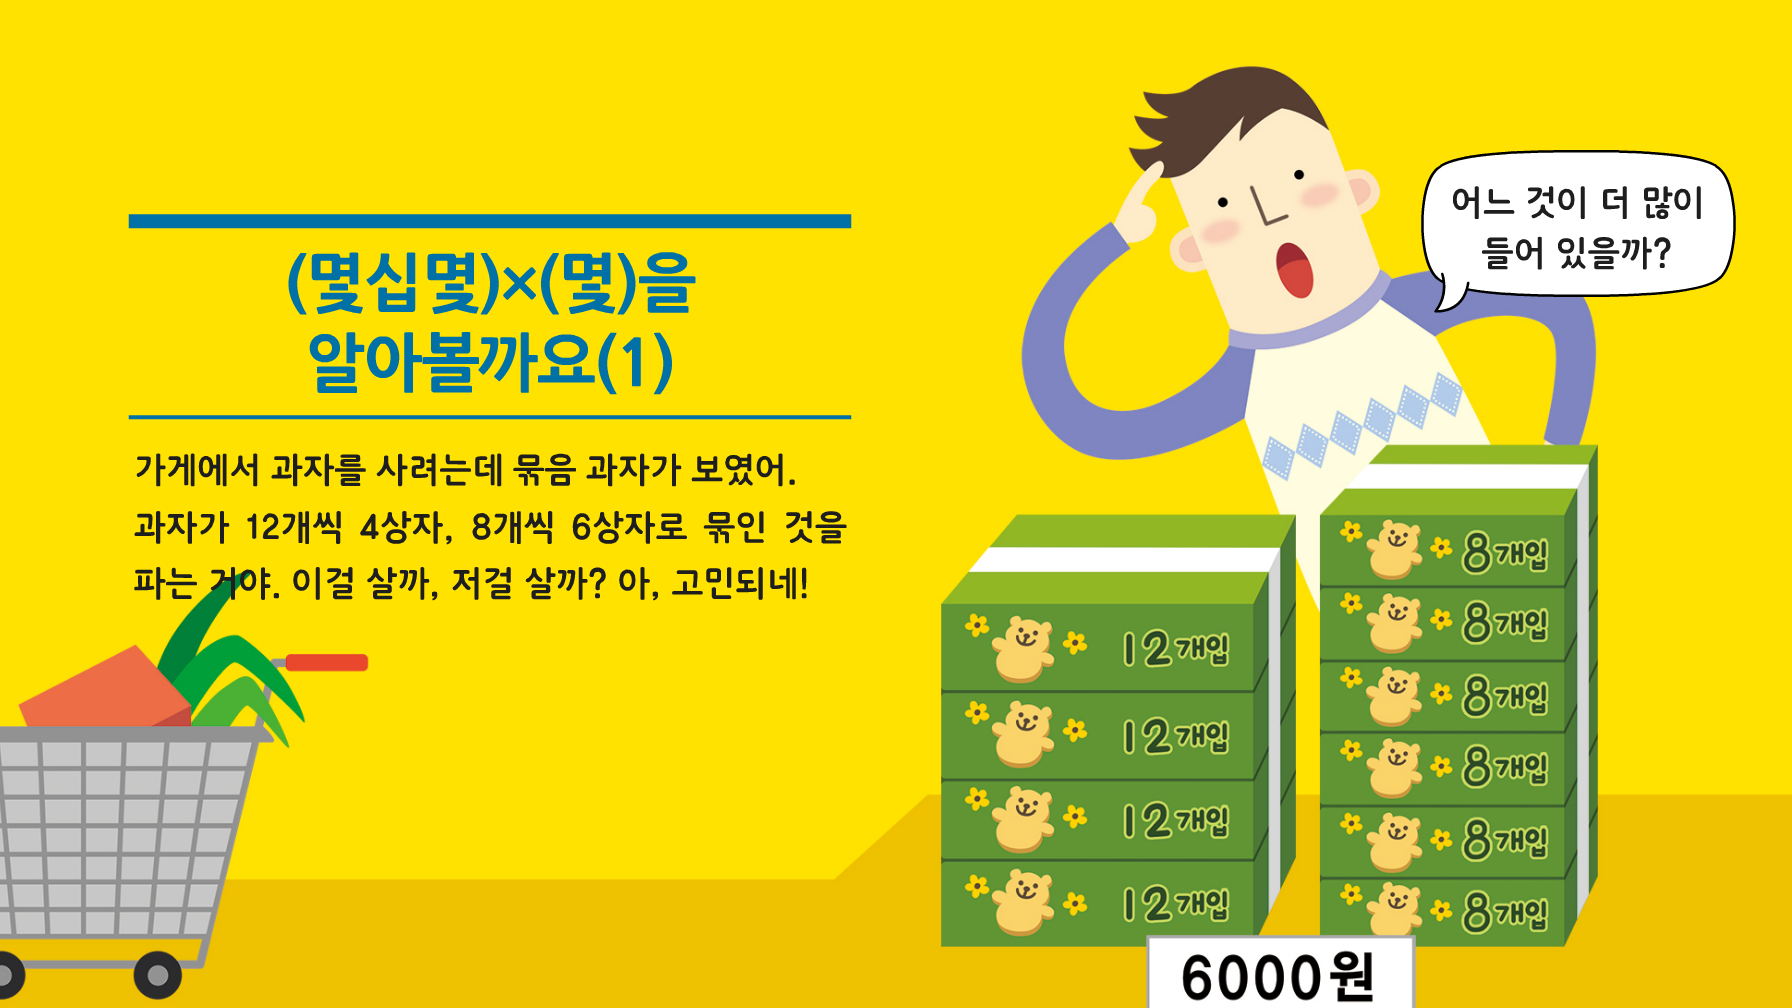 (몇십몇)×(몇)을
알아볼까요(1)
가게에서 과자를 사려는데 묶음 과자가 보였어.
과자가 12개씩 4상자, 8개씩 6상자로 묶인 것을
파는 거야. 이걸 살까, 저걸 살까? 아, 고민되네!
어느 것이 더 많이
들어 있을까?
12개입
12개입
12개입
12개입
8개입
8개입
8개입
8개입
8개입
8개입
6000원